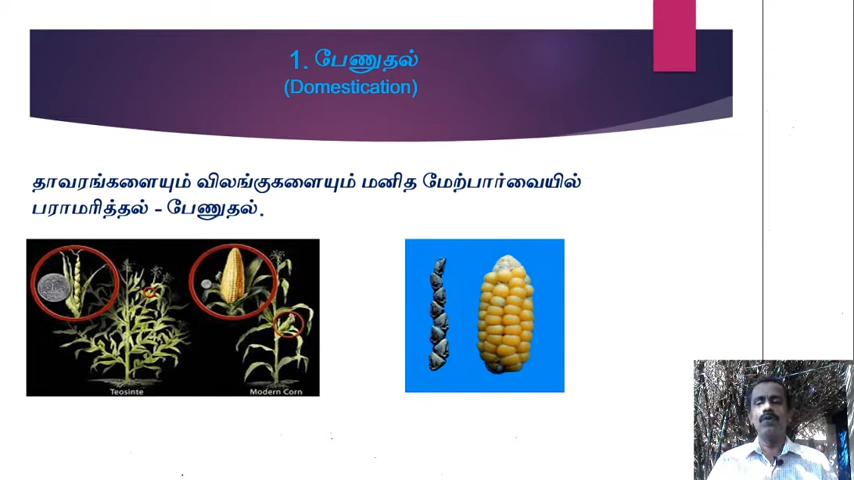 1. பேணுதல்
(Domestication)
தாவரங்களையும் விலங்குகளையும் மனித மேற்பார்வையில்
பராமரித்தல் – பேணுதல்.
Teosinte
Modern Corn